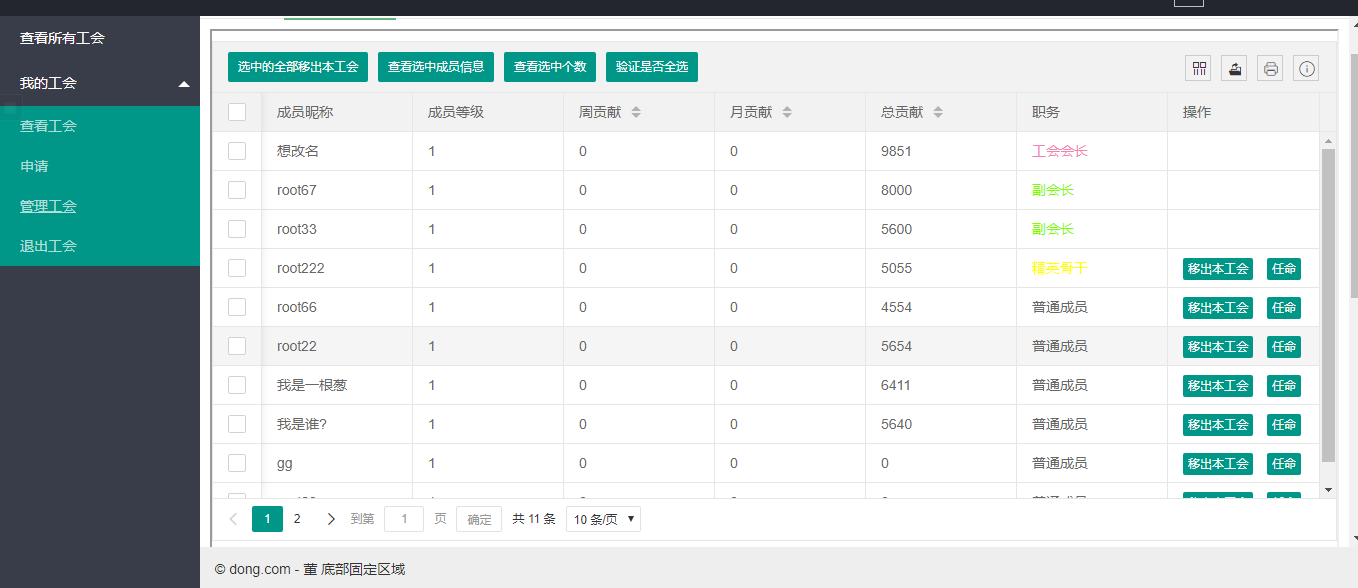 查看所有工会
我的工会
查看工会
申请
管理工会
退出工会
选中的全部移出本工会 查看选中成员信息 查看选中个数 验证是否全选
成员昵称 成员等级 周贡献 月贡献 总贡献 职务 操作
想改名 1 0 0 9851 工会会长
root67 1 0 0 8000 副会长
root33 1 0 0 5600 副会长
root222 1 0 0 5055 精英骨干 移出本工会 任命
root66 1 0 0 4554 普通成员 移出本工会 任命
root22 1 0 0 5654 普通成员 移出本工会 任命
我是一根葱 1 0 0 6411 普通成员 移出本工会 任命
我是谁? 1 0 0 5640 普通成员 移出本工会 任命
gg 1 0 0 0 普通成员 移出本工会 任命
1 2 到第 1 页 确定 共 11 条 10 条/页
© dong.com - 董 底部固定区域